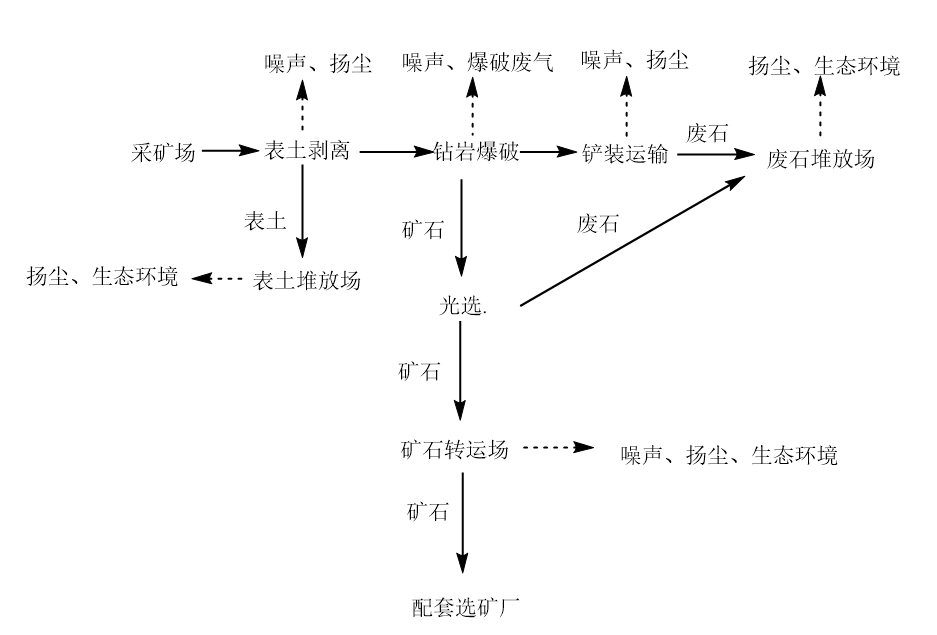 噪声、扬尘
噪声、爆破废气
噪声、扬尘
扬尘、生态环境
采矿场
表土剥离
钻岩爆破
铲装运输
废石
废石堆放场
表土
矿石
废石
扬尘、生态环境
表土堆放场
光选.
矿石
矿石转运场
噪声、扬尘、生态环境
矿石
配套选矿厂